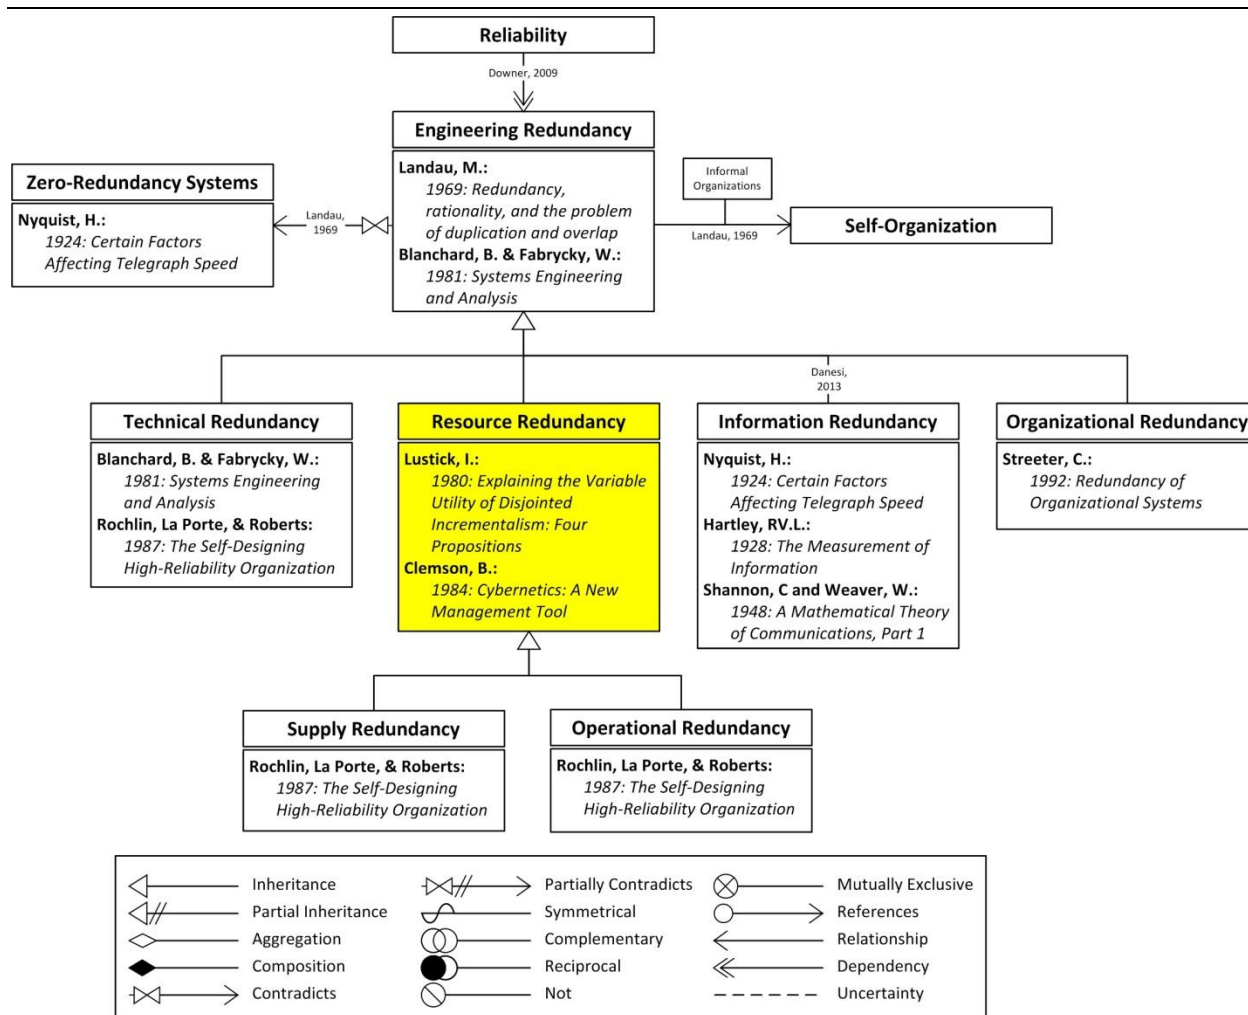 Reliability
Downer, 2009
Engineering Redundancy
Landau, M.:
1969: Redundancy,
rationality, and the problem
of duplication and overlap
Blanchard, B. & Fabrycky, W.:
1981: Systems Engineering
and Analysis
Zero-Redundancy Systems
Nyquist, H.:
1924: Certain Factors
Affecting Telegraph Speed
Landau,
1969
Informal
Organizations
Landau, 1969
Self-Organization
Danesi,
2013
Technical Redundancy
Blanchard, B. & Fabrycky, W.:
1981: Systems Engineering
and Analysis
Rochlin, La Porte, & Roberts:
1987: The Self-Designing
High-Reliability Organization
Resource Redundancy
Lustick, I.:
1980: Explaining the Variable
Utility of Disjointed
Incrementalism: Four
Propositions
Clemson, B.:
1984: Cybernetics: A New
Management Tool
Information Redundancy
Nyquist, H.:
1924: Certain Factors
Affecting Telegraph Speed
Hartley, RV.L.:
1928: The Measurement of
Information
Shannon, C and Weaver, W.:
1948: A Mathematical Theory
of Communications, Part 1
Organizational Redundancy
Streeter, C.:
1992: Redundancy of
Organizational Systems
Supply Redundancy
Rochlin, La Porte, & Roberts:
1987: The Self-Designing
High-Reliability Organization
Operational Redundancy
Rochlin, La Porte, & Roberts:
1987: The Self-Designing
High-Reliability Organization
Inheritance
Partial Inheritance
Aggregation
Composition
Contradicts
Partially Contradicts
Symmetrical
Complementary
Reciprocal
Not
Mutually Exclusive
References
Relationship
Dependency
Uncertainty